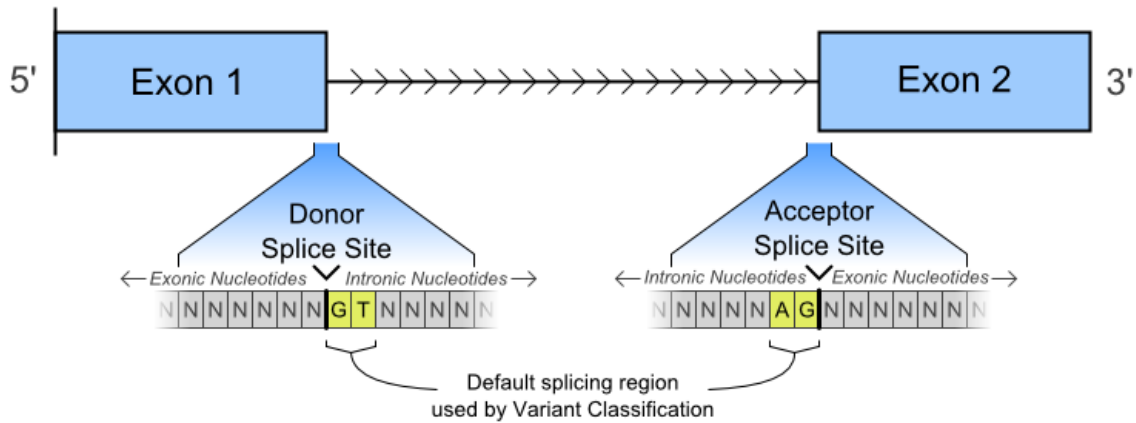 5' Exon 1 Exon 2 3'
Donor
Splice Site
Acceptor
Splice Site
Exonic Nucleotides Intronic Nucleotides
Intronic Nucleotides Exonic Nucleotides
N N N N N N N G T N N N N N
N N N N N A G N N N N N N N
Default splicing region
used by Variant Classification